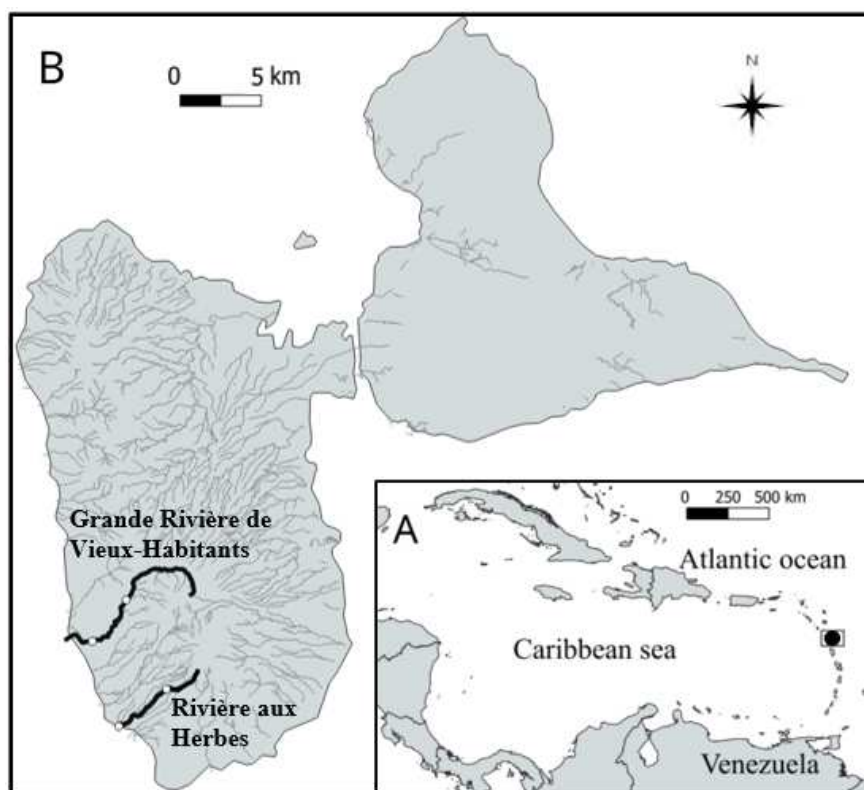 B
0 5 km
N
Grande Rivière de
Vieux-Habitants
Rivière aux
Herbes
A
0 250 500 km
Atlantic ocean
Caribbean sea
Venezuela